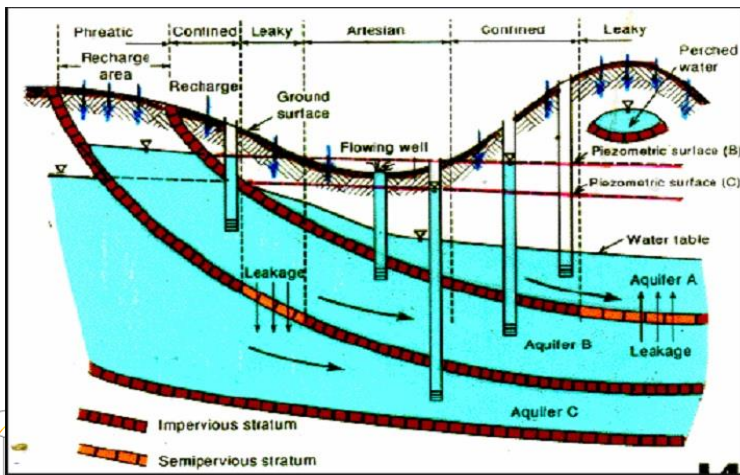 Phreatic
Confined
Leaky
Artesian
Confined
Leaky
Recharge
area
Recharge
Ground
surface
Perched
water
Flowing well
Piezometric surface (B)
Piezometric surface (C)
Water table
Leakage
Aquifer A
Leakage
Aquifer B
Aquifer C
Impervious stratum
Semipervious stratum